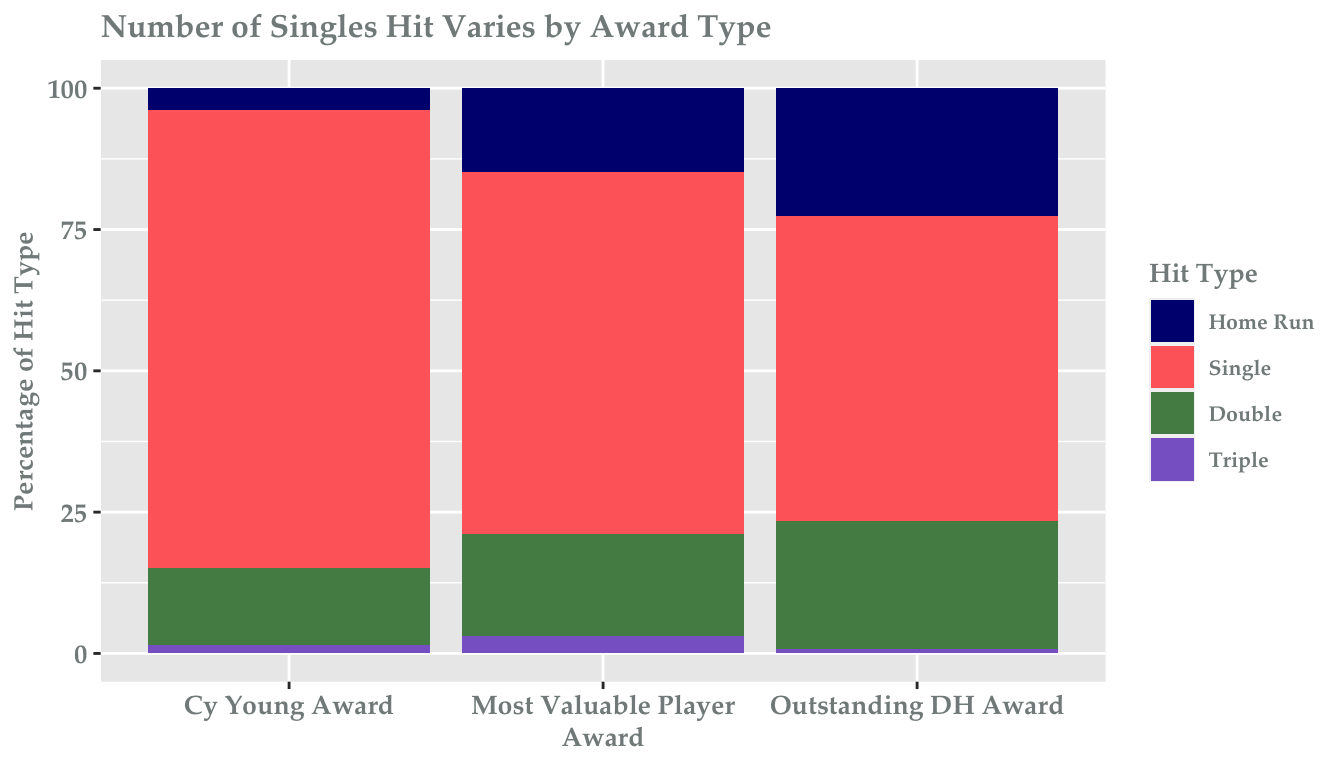 Number of Singles Hit Varies by Award Type
Percentage of Hit Type
100
75
50
25
0
Cy Young Award
Most Valuable Player
Outstanding DH Award
Award
Hit Type
Home Run
Single
Double
Triple